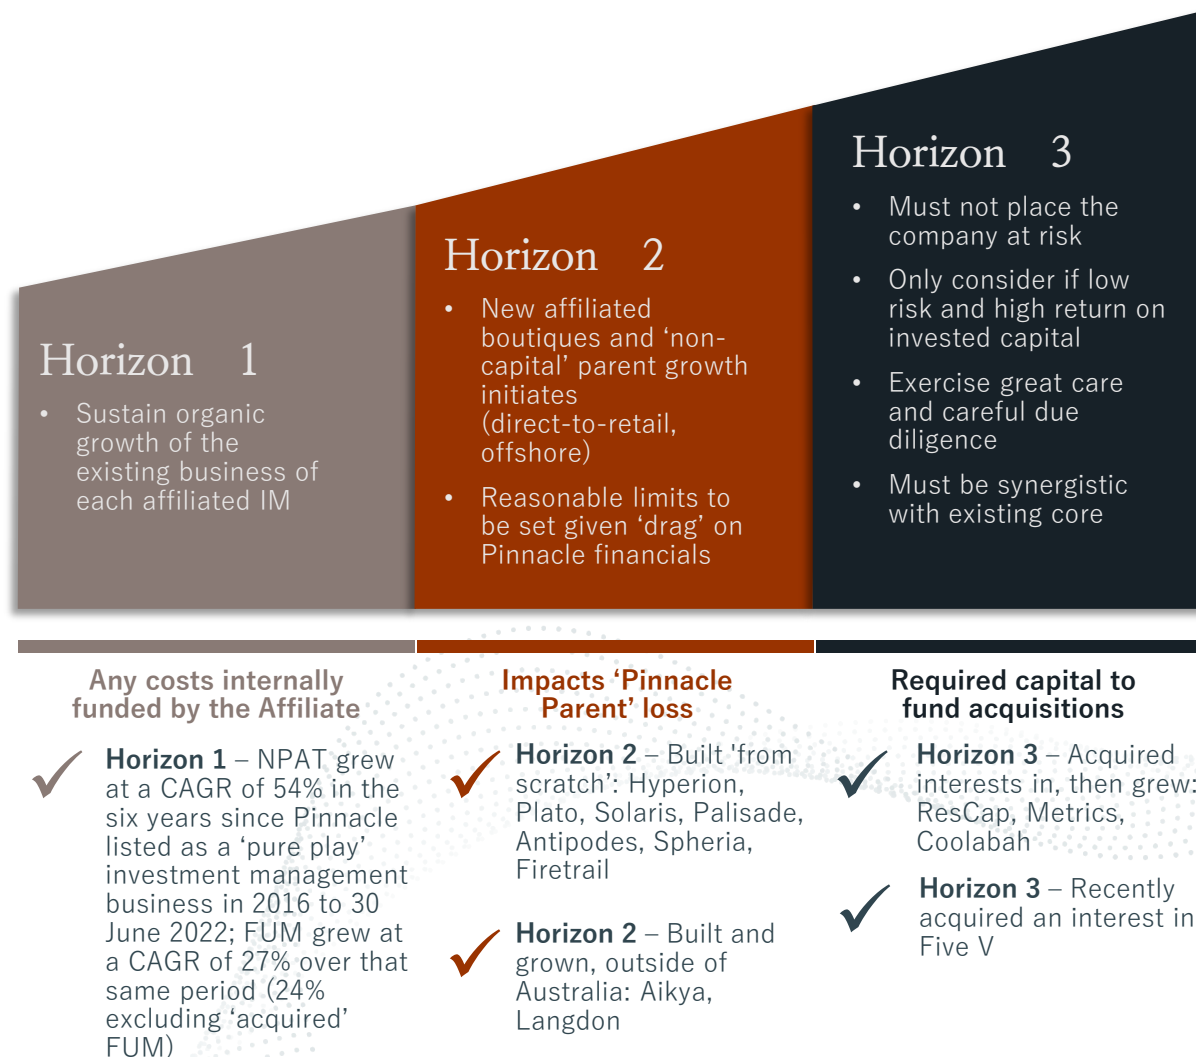 Horizon 1
• Sustain organic
growth of the
existing business of
each affiliated IM
Horizon 2
• New affiliated
boutiques and ‘non-
capital’ parent growth
initiates
(direct-to-retail,
offshore)
• Reasonable limits to
be set given ‘drag’ on
Pinnacle financials
Horizon 3
• Must not place the
company at risk
• Only consider if low
risk and high return on
invested capital
• Exercise great care
and careful due
diligence
• Must be synergistic
with existing core
Any costs internally
funded by the Affiliate
Horizon 1 – NPAT grew
at a CAGR of 54% in the
six years since Pinnacle
listed as a ‘pure play’
investment management
business in 2016 to 30
June 2022; FUM grew at
a CAGR of 27% over that
same period (24%
excluding ‘acquired’
FUM)
Impacts ‘Pinnacle
Parent’ loss
Horizon 2 – Built 'from
scratch’: Hyperion,
Plato, Solaris, Palisade,
Antipodes, Spheria,
Firetrail
Horizon 2 – Built and
grown, outside of
Australia: Aikya,
Langdon
Required capital to
fund acquisitions
Horizon 3 – Acquired
interests in, then grew:
ResCap, Metrics,
Coolabah
Horizon 3 – Recently
acquired an interest in
Five V